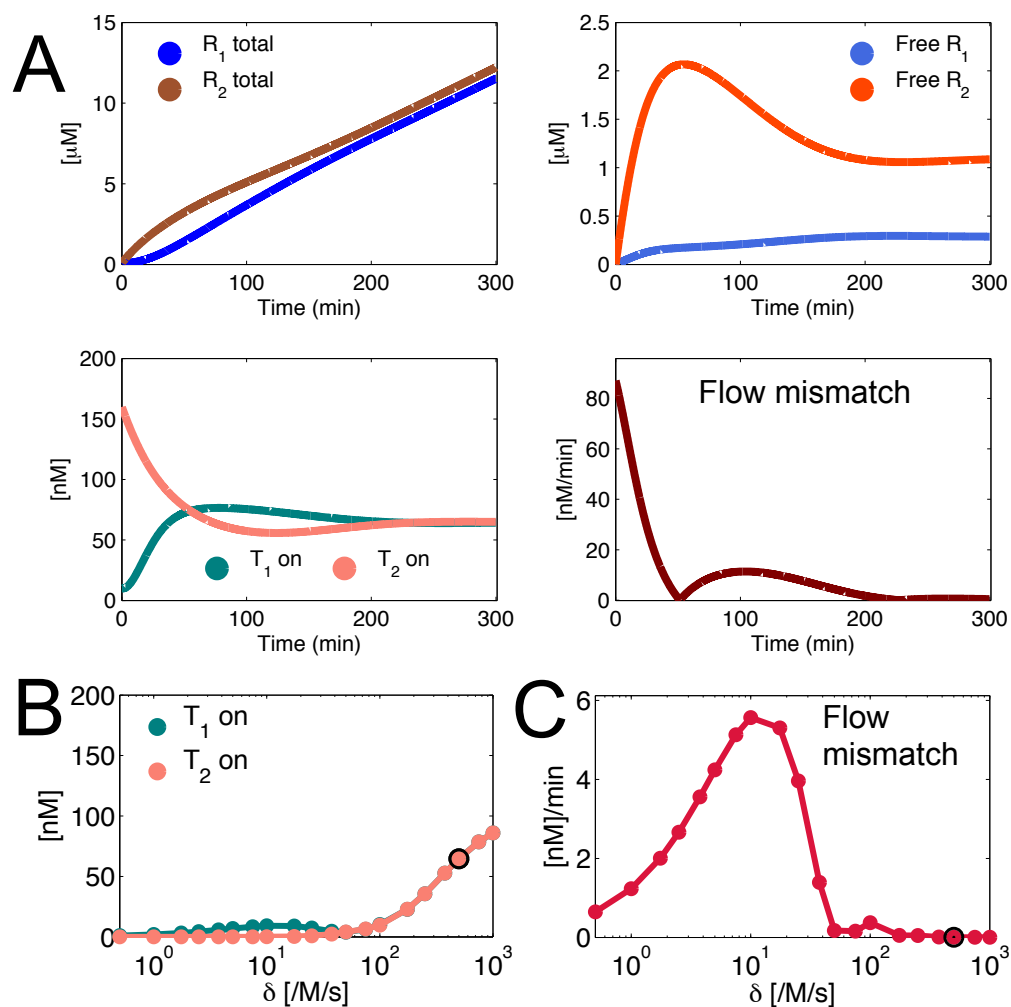 A
15
10
5
0
[μM]
R1 total
R2 total
0
100
200
300
Time (min)
2.5
2
1.5
1
0.5
0
[μM]
Free R1
Free R2
0
100
200
300
Time (min)
200
150
100
50
0
[nM]
T1 on
T2 on
0
100
200
300
Time (min)
80
60
40
20
0
[nM/min]
Flow mismatch
0
100
200
300
Time (min)
B
200
150
100
50
0
[nM]
T1 on
T2 on
10^0
10^1
10^2
10^3
δ [/M/s]
C
6
4
2
0
[nM]/min
Flow
mismatch
10^0
10^1
10^2
10^3
δ [/M/s]